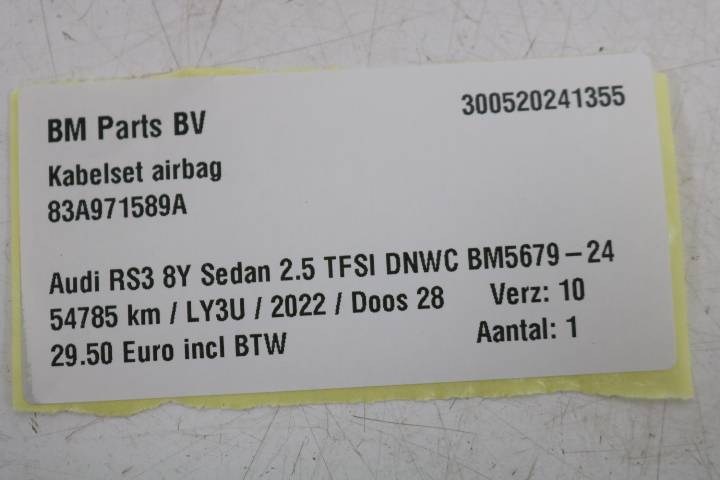 BM Parts BV
300520241355
Kabelset airbag
83A971589A
Audi RS3 8Y Sedan 2.5 TFSI DNWC BM5679-24
54785 km / LY3U / 2022 / Doos 28 Verz: 10
29.50 Euro incl BTW Aantal: 1